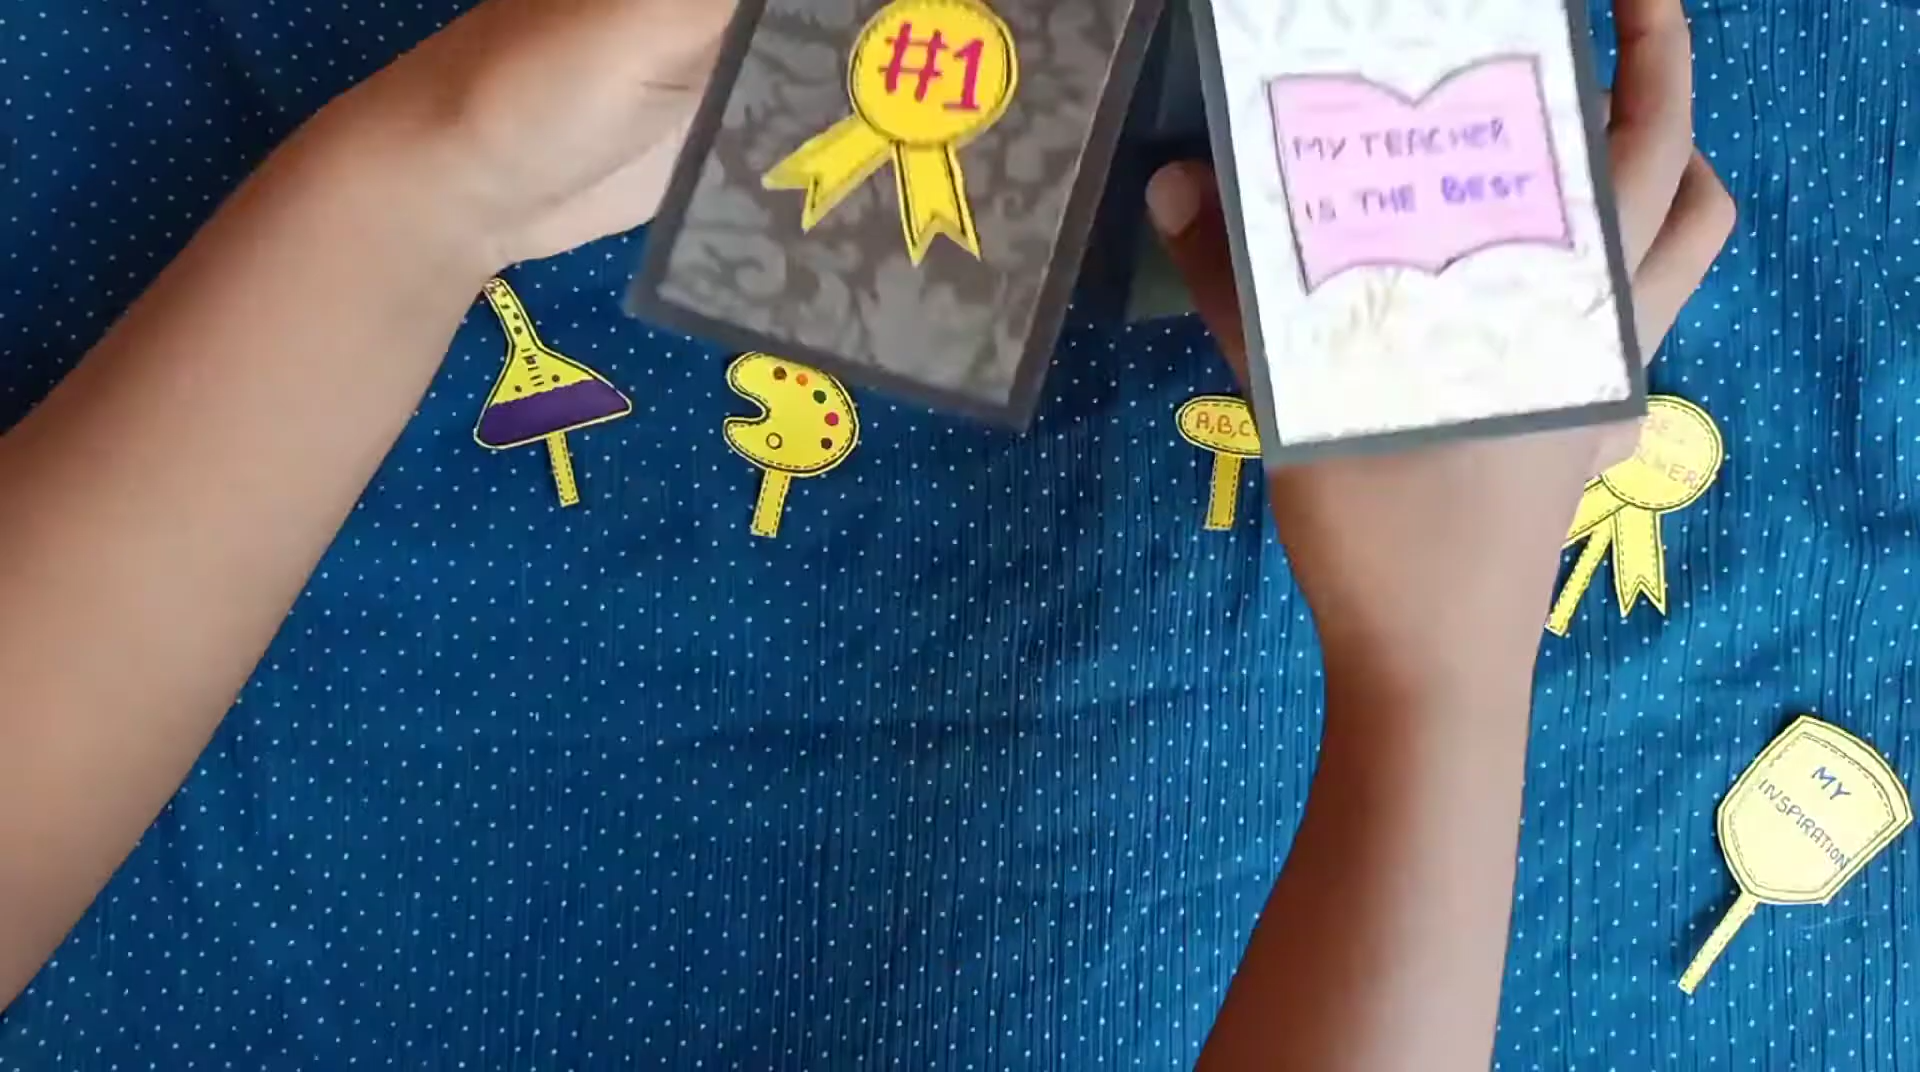 #1
MY TEACHER
IS THE BEST
A,B,C
MY
INSPIRATION